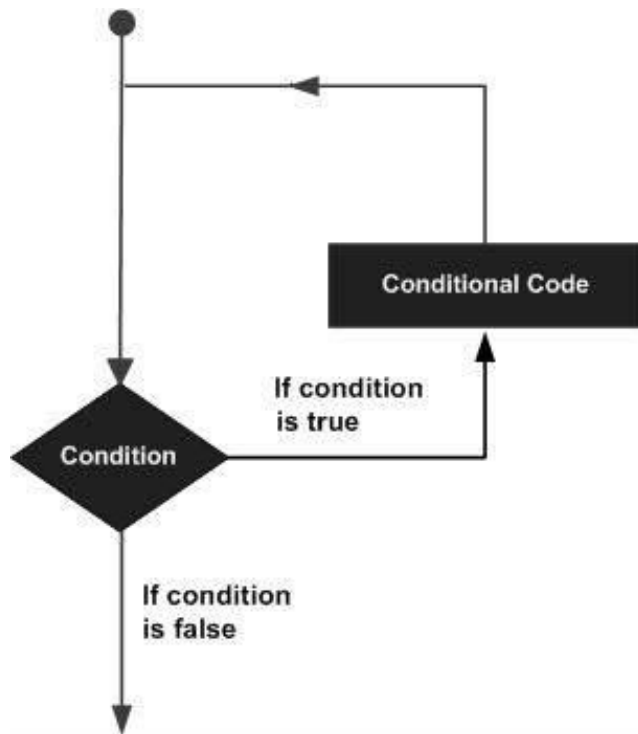 Conditional Code
If condition
is true
Condition
If condition
is false